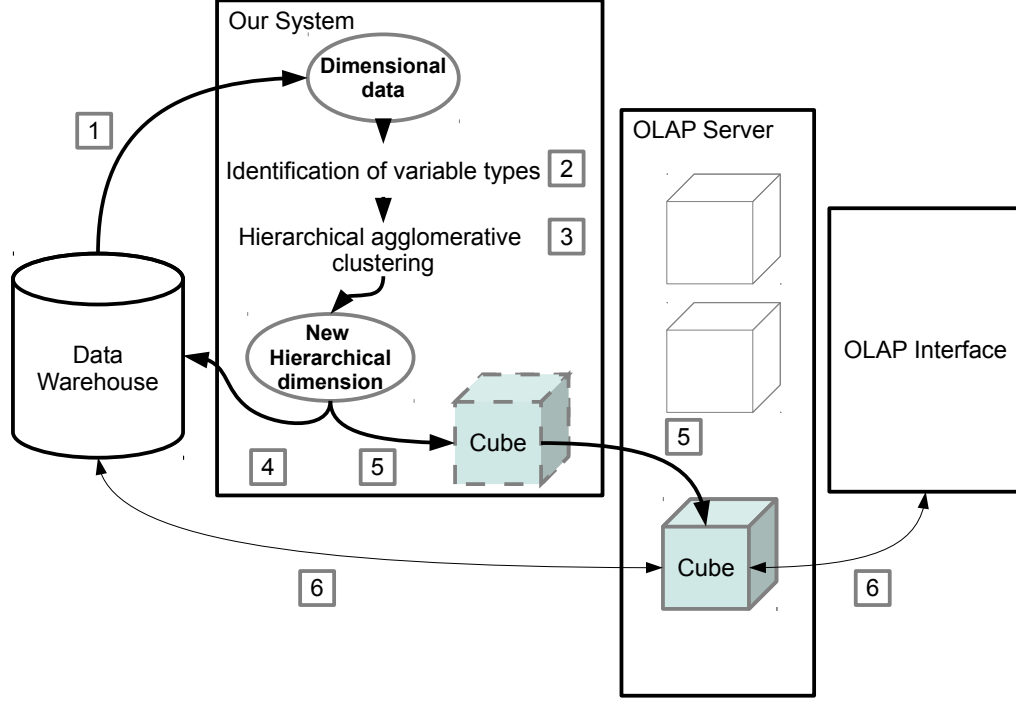 Our System
Dimensional
data
1
OLAP Server
Identification of variable types
2
Hierarchical agglomerative
clustering
3
New
Hierarchical
dimension
Data
Warehouse
OLAP Interface
Cube
5
4
5
Cube
6
6